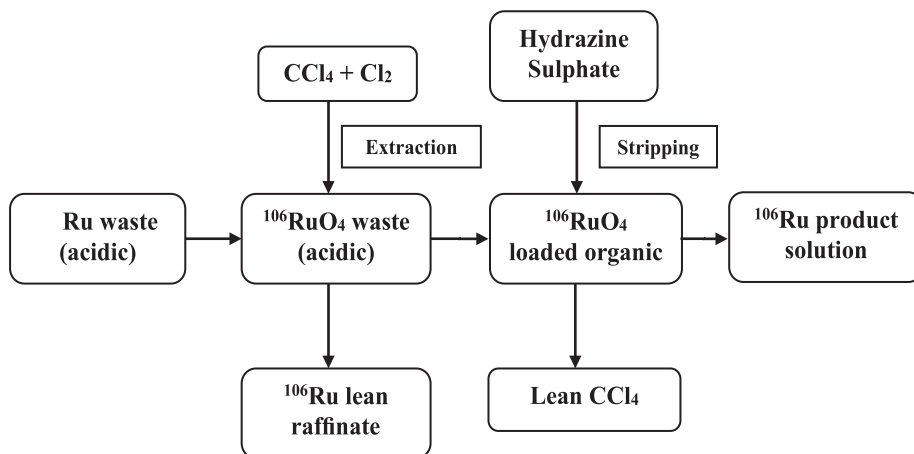 CCl₄ + Cl₂
Hydrazine
Sulphate
Extraction
Stripping
Ru waste
(acidic)
¹⁰⁶RuO₄ waste
(acidic)
¹⁰⁶RuO₄
loaded organic
¹⁰⁶Ru product
solution
¹⁰⁶Ru lean
raffinate
Lean CCl₄